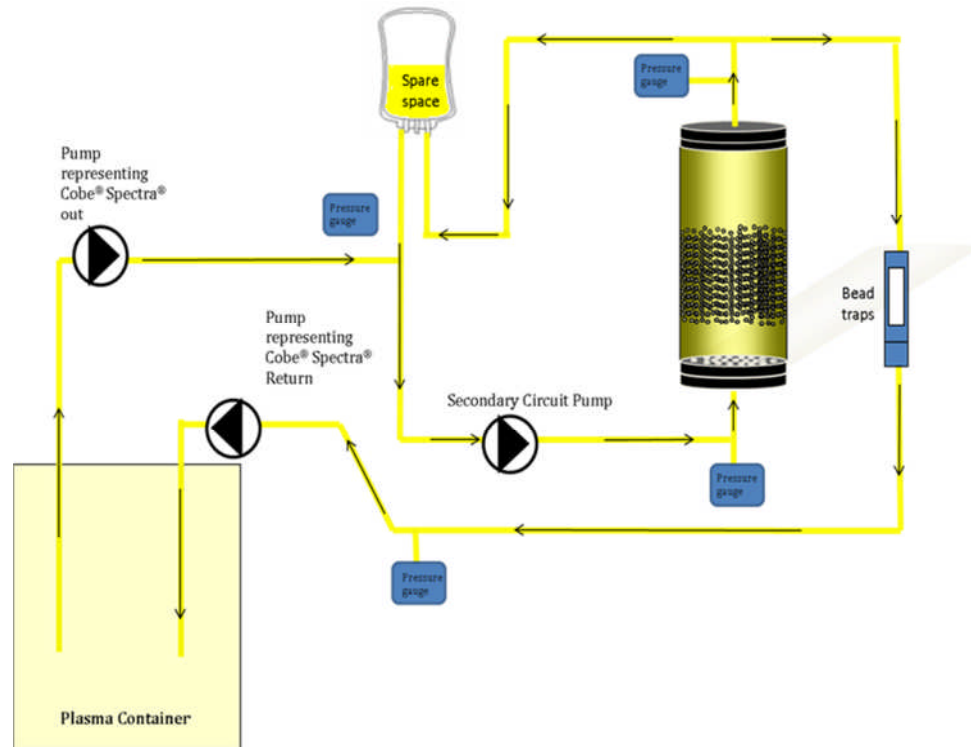 Spare
space
Pressure
gauge
Pump
representing
Cobe® Spectra®
out
Pressure
gauge
Bead
traps
Pump
representing
Cobe® Spectra®
Return
Secondary Circuit Pump
Pressure
gauge
Pressure
gauge
Plasma Container